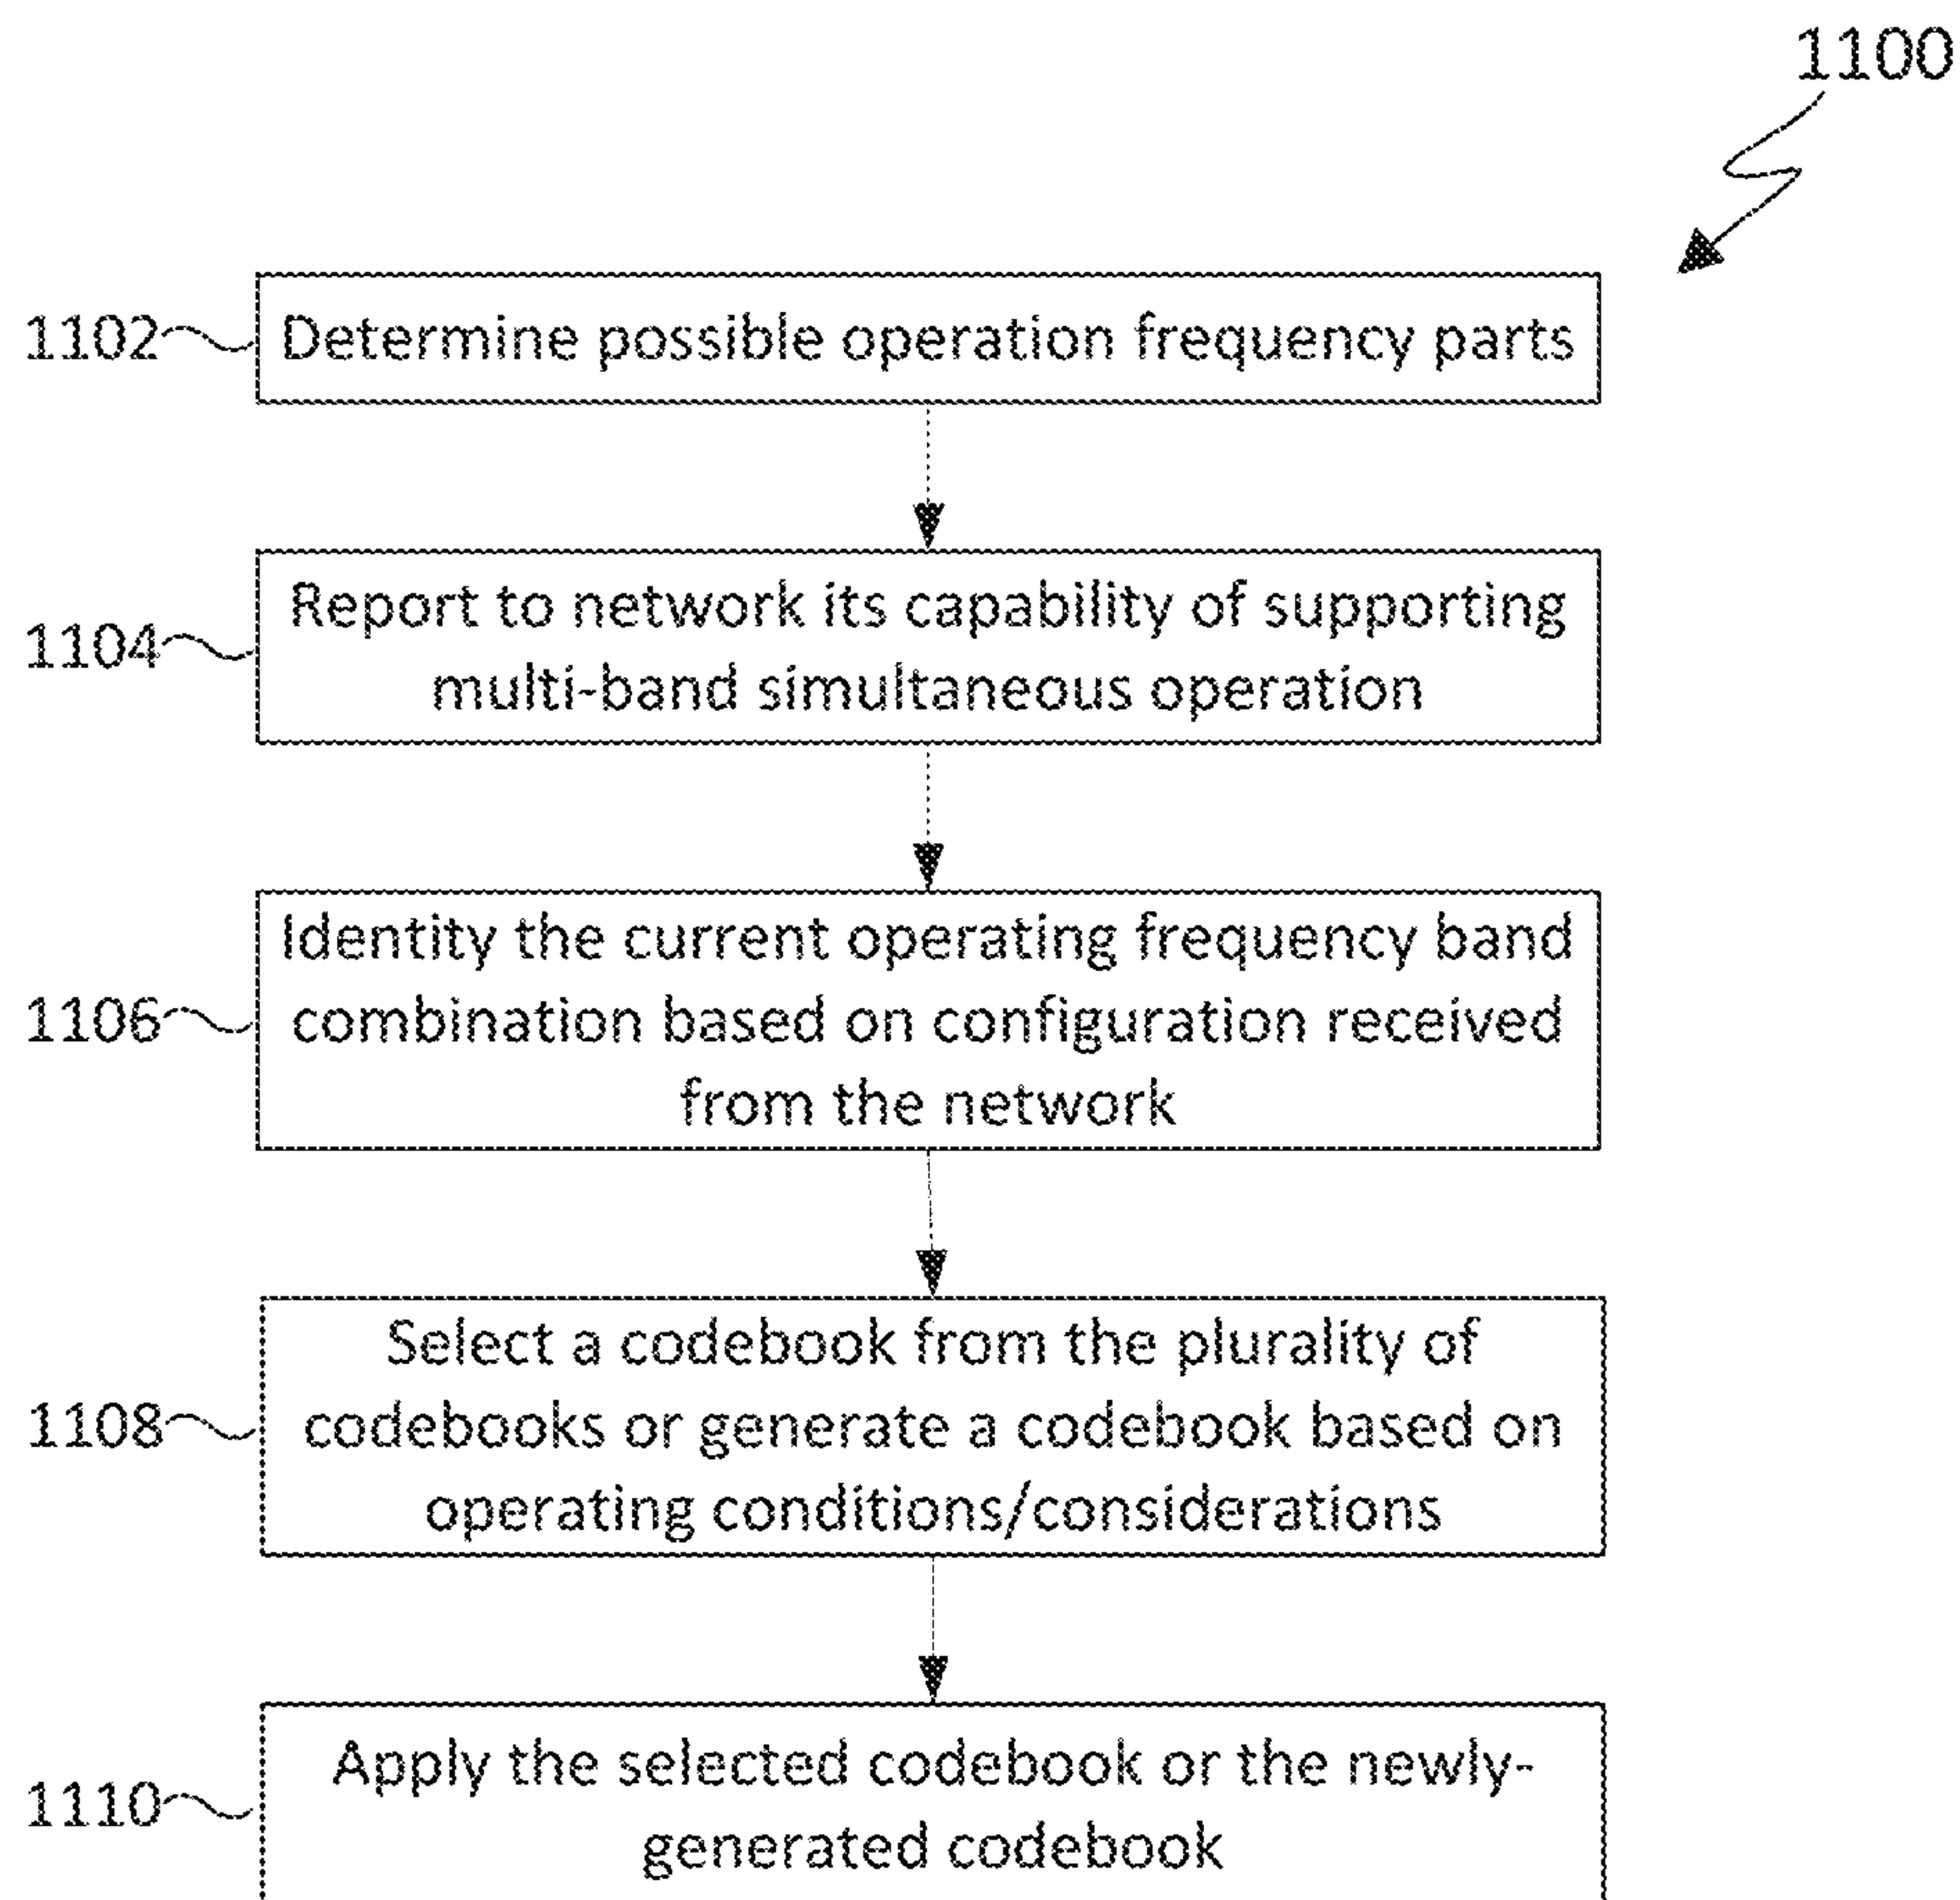 1100
1102
Determine possible operation frequency parts
1104
Report to network its capability of supporting
multi-band simultaneous operation
1106
Identity the current operating frequency band
combination based on configuration received
from the network
1108
Select a codebook from the plurality of
codebooks or generate a codebook based on
operating conditions/considerations
1110
Apply the selected codebook or the newly-
generated codebook